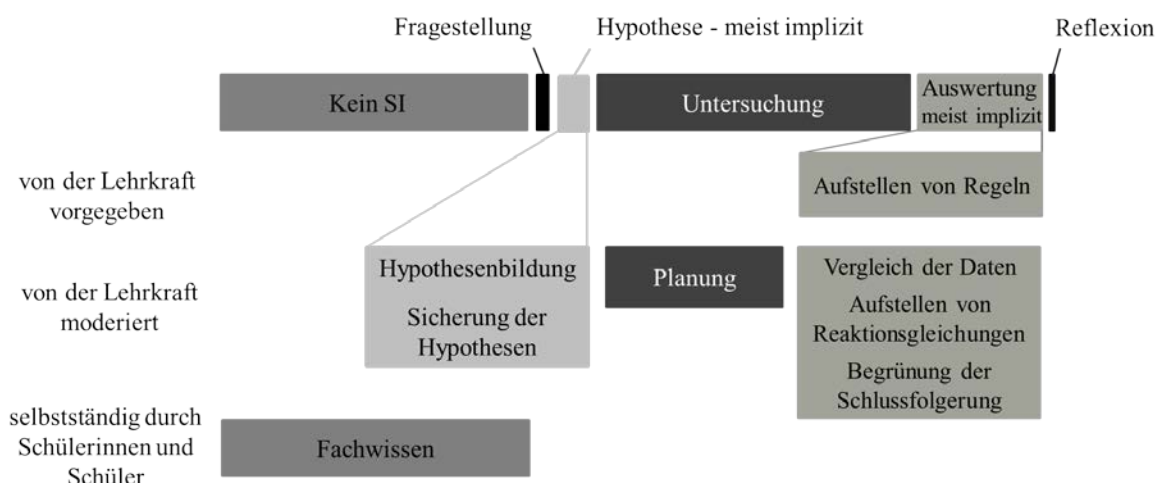 Fragestellung
Hypothese - meist implizit
Reflexion
Kein SI
Untersuchung
Auswertung
meist implizit
von der Lehrkraft
vorgegeben
Aufstellen von Regeln
von der Lehrkraft
moderiert
Hypothesenbildung
Sicherung der
Hypothesen
Planung
Vergleich der Daten
Aufstellen von
Reaktionsgleichungen
Begrünung der
Schlussfolgerung
selbstständig durch
Schülerinnen und
Schüler
Fachwissen